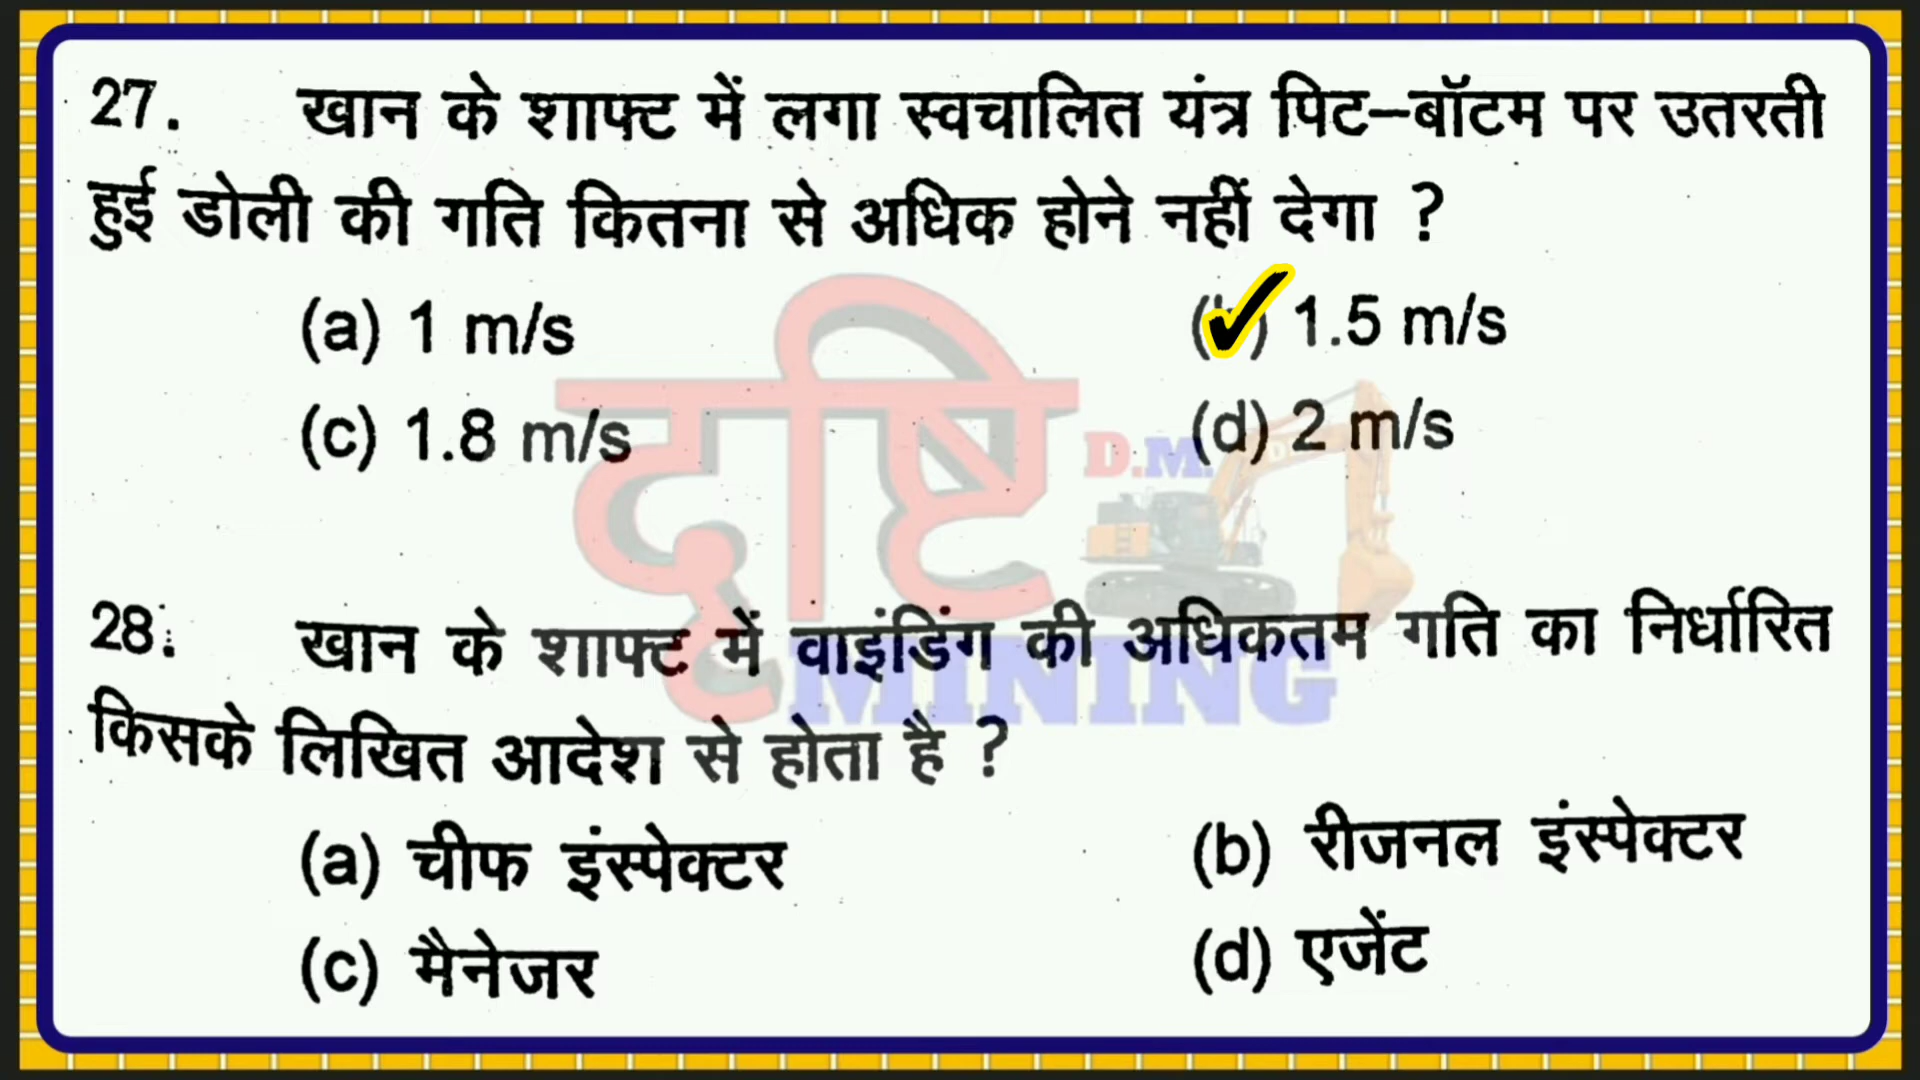 27. खान के शाफ्ट में लगा स्वचालित यंत्र पिट–बॉटम पर उतरती
हुई डोली की गति कितना से अधिक होने नहीं देगा ?
(a) 1 m/s (b) 1.5 m/s
(c) 1.8 m/s (d) 2 m/s
दृष्टि
D.M.
28. खान के शाफ्ट में वाइंडिंग की अधिकतम गति का निर्धारित
MINING
किसके लिखित आदेश से होता है ?
(a) चीफ इंस्पेक्टर (b) रीजनल इंस्पेक्टर
(c) मैनेजर (d) एजेंट